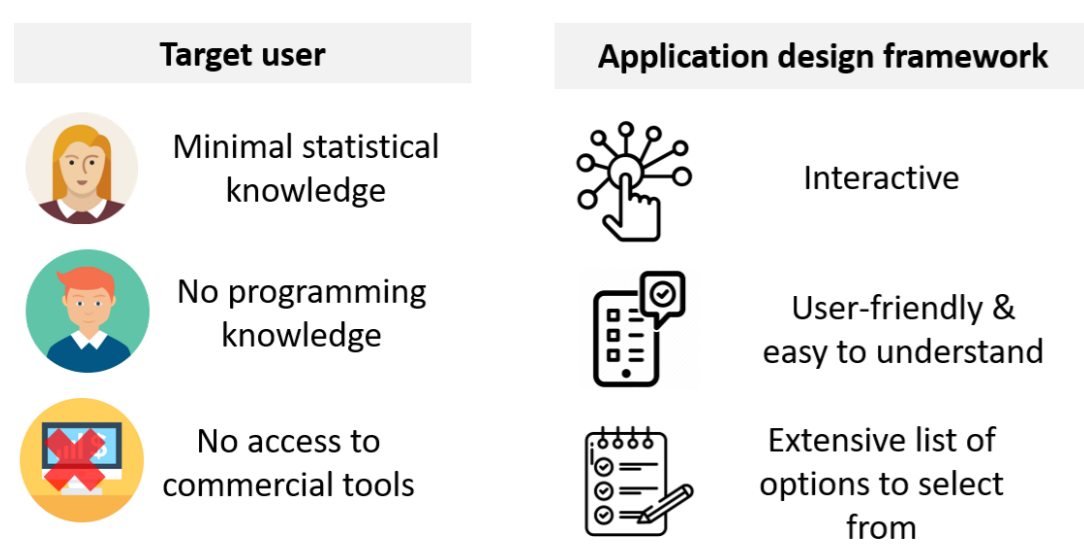 Target user
Minimal statistical
knowledge
No programming
knowledge
No access to
commercial tools
Application design framework
Interactive
User-friendly &
easy to understand
Extensive list of
options to select
from